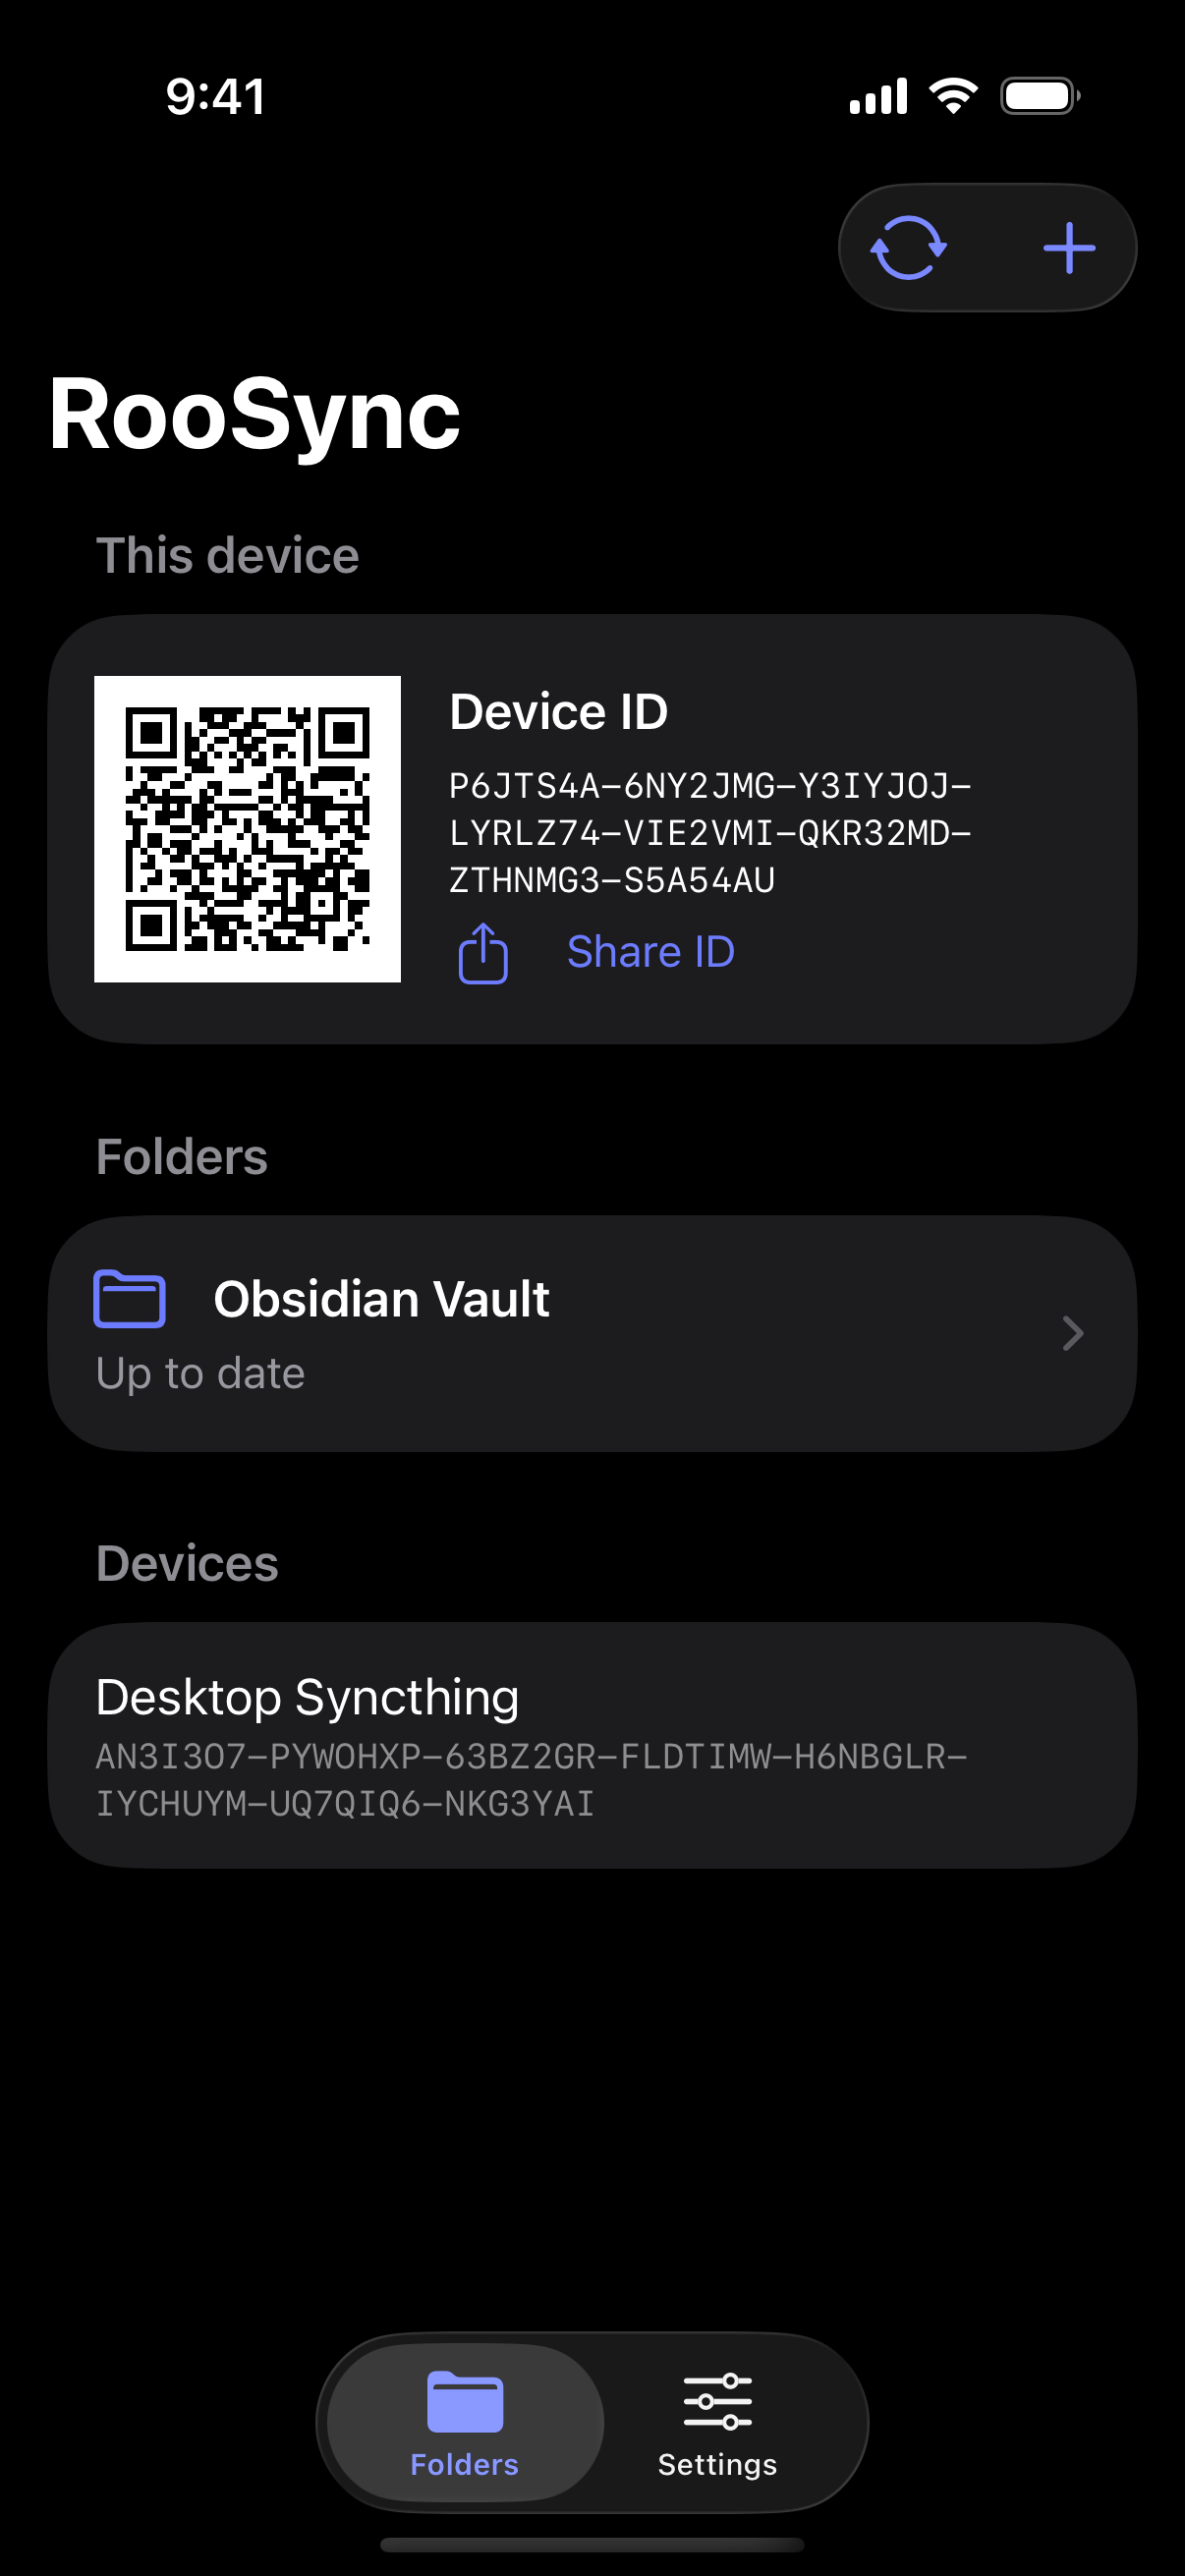 9:41
RooSync
This device
Device ID
P6JTS4A-6NY2JMG-Y3IYJOJ-
LYRLZ74-VIE2VMI-QKR32MD-
ZTHNMG3-S5A54AU
Share ID
Folders
Obsidian Vault
Up to date
Devices
Desktop Syncthing
AN3I3O7-PYWOHXP-63BZ2GR-FLDTIMW-H6NBGLR-
IYCHUYM-UQ7QIQ6-NKG3YAI
Folders
Settings